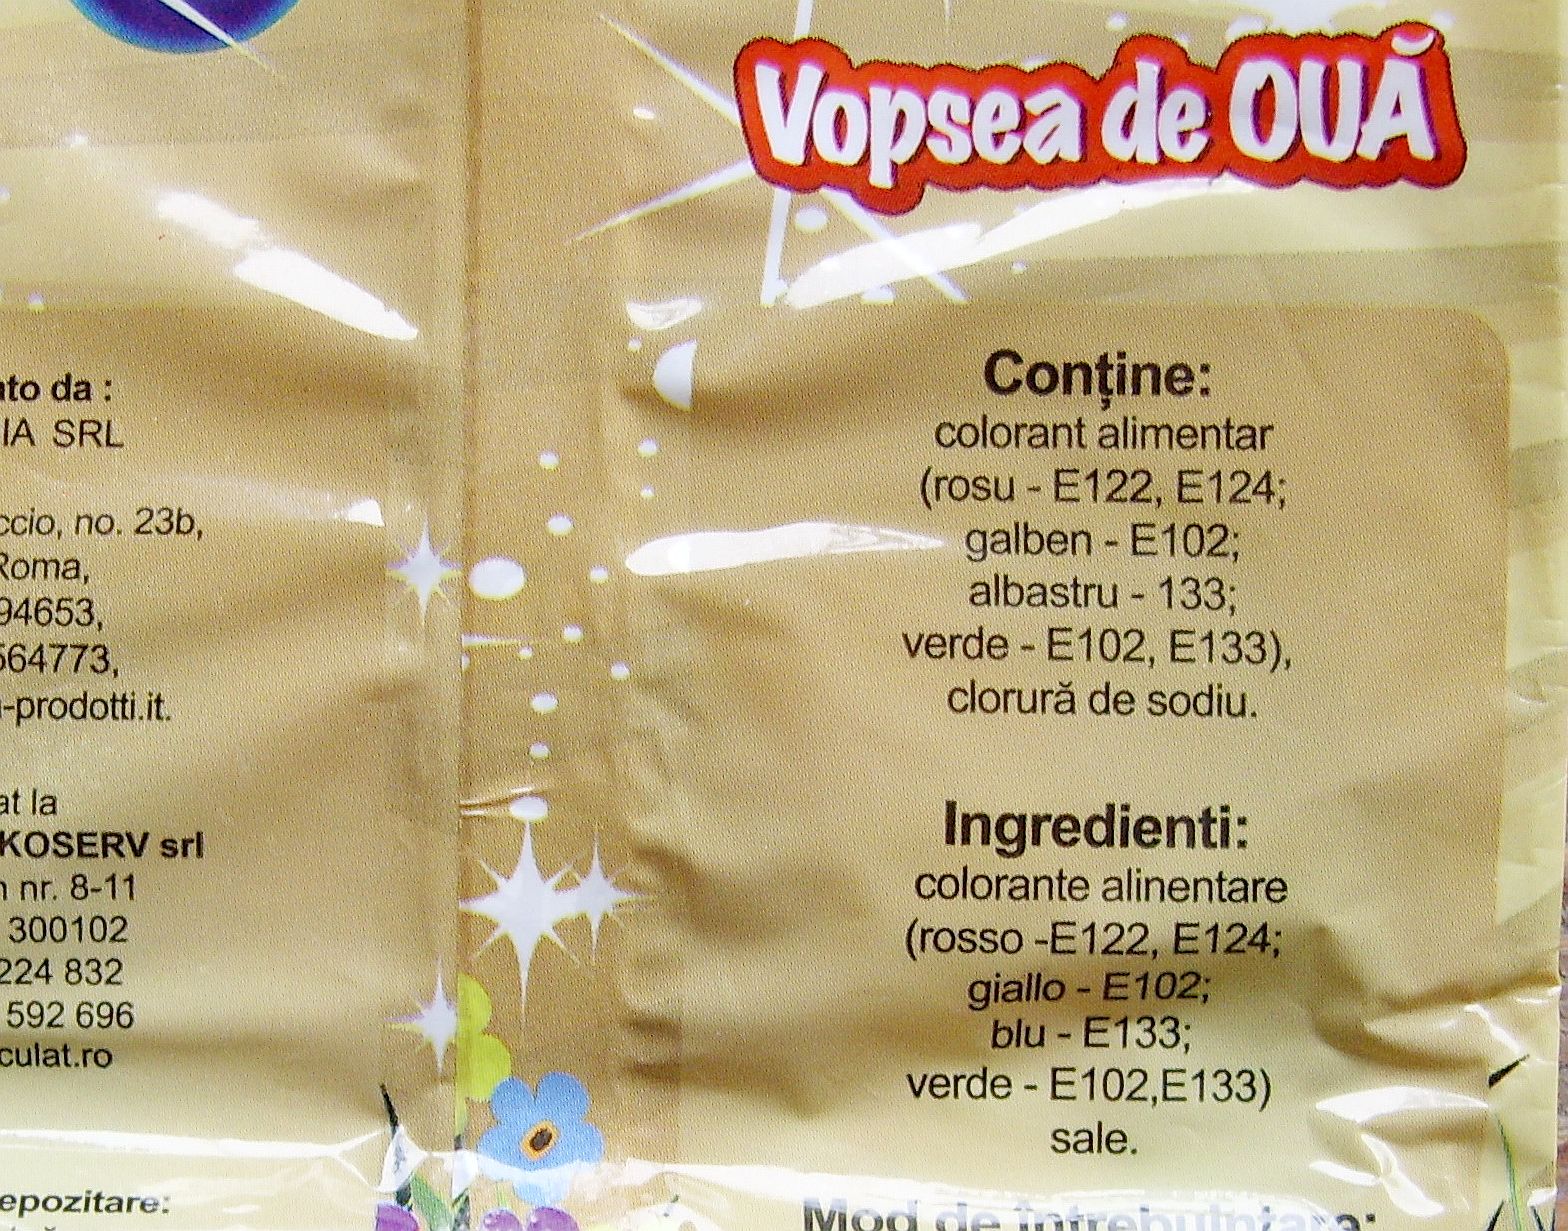 Vopsea de OUĂ
ato da :
IA SRL
ccio, no. 23b,
Roma,
94653,
564773,
-prodotti.it.
at la
KOSERV srl
nr. 8-11
300102
224 832
592 696
culat.ro
epozitare:
Conține:
colorant alimentar
(rosu - E122, E124;
galben - E102;
albastru - 133;
verde - E102, E133),
clorură de sodiu.
Ingredienti:
colorante alinentare
(rosso -E122, E124;
giallo - E102;
blu - E133;
verde - E102,E133)
sale.
Mod de întrebuințare: